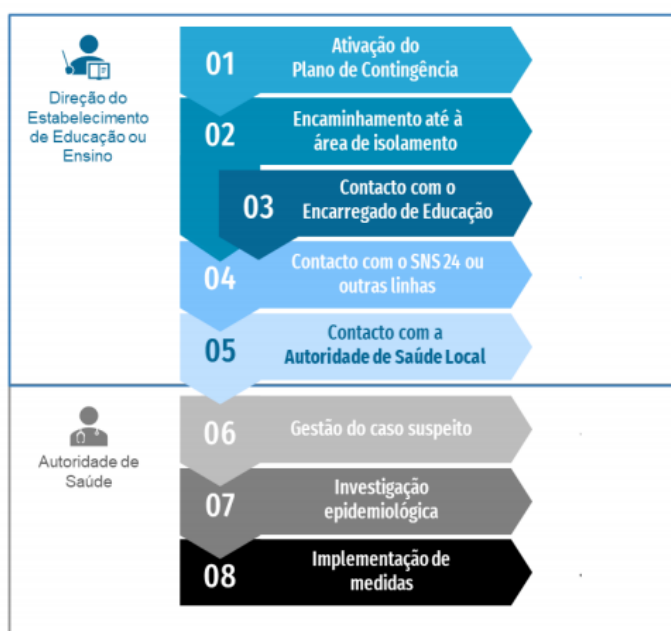 Direção do
Estabelecimento
de Educação ou
Ensino
01
Ativação do
Plano de Contingência
02
Encaminhamento até à
área de isolamento
03
Contacto com o
Encarregado de Educação
04
Contacto com o SNS 24 ou
outras linhas
05
Contacto com a
Autoridade de Saúde Local
Autoridade de
Saúde
06
Gestão do caso suspeito
07
Investigação
epidemiológica
08
Implementação de
medidas